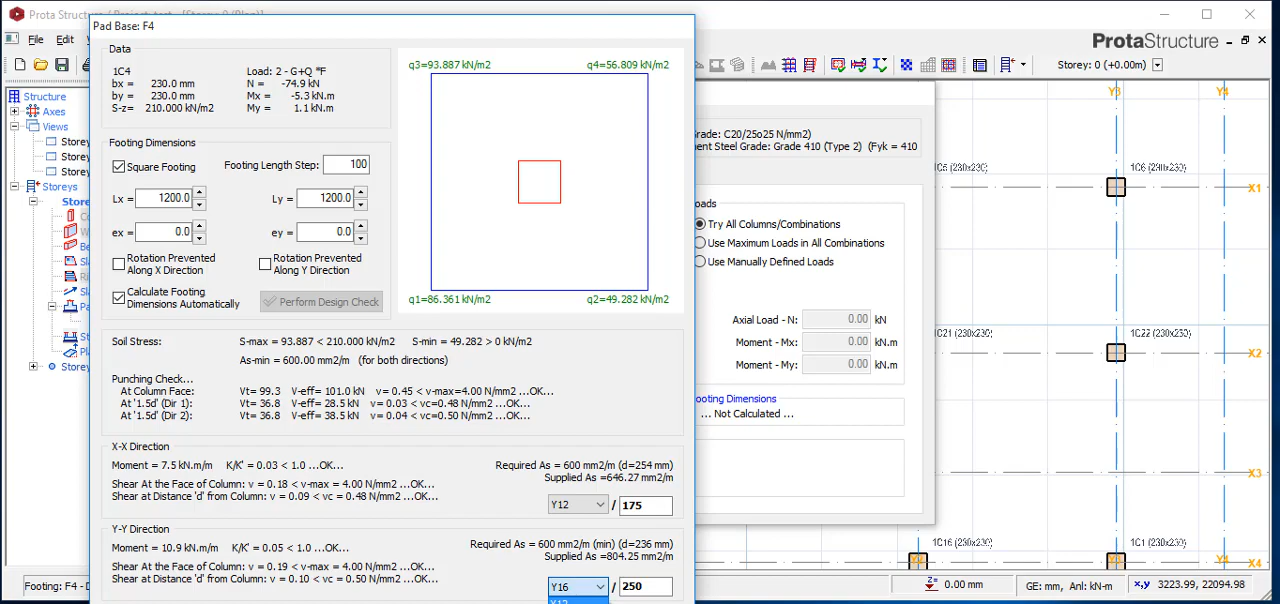 Pad Base: F4
File
Edit
ProtaStructure
Storey: 0 (+0.00m)
Structure
Axes
Views
Storey
Storey
Storey
Storeys
Storey
Data
1C4
bx = 230.0 mm
by = 230.0 mm
S-z= 210.000 kN/m2
Load: 2 - G+Q *F
N = -74.9 kN
Mx = -5.3 kN.m
My = 1.1 kN.m
Footing Dimensions
Square Footing
Footing Length Step: 100
Lx = 1200.0
Ly = 1200.0
ex = 0.0
ey = 0.0
Rotation Prevented
Along X Direction
Rotation Prevented
Along Y Direction
Calculate Footing
Dimensions Automatically
Perform Design Check
q3=93.887 kN/m2
q4=56.809 kN/m2
q1=86.361 kN/m2
q2=49.282 kN/m2
Soil Stress:
S-max = 93.887 < 210.000 kN/m2
S-min = 49.282 > 0 kN/m2
As-min = 600.00 mm2/m (for both directions)
Punching Check...
At Column Face: Vt= 99.3 V-eff= 101.0 kN v= 0.45 < v-max=4.00 N/mm2 ...OK...
At '1.5d' (Dir 1): Vt= 36.8 V-eff= 28.5 kN v= 0.03 < vc=0.48 N/mm2 ...OK...
At '1.5d' (Dir 2): Vt= 36.8 V-eff= 38.5 kN v= 0.04 < vc=0.50 N/mm2 ...OK...
X-X Direction
Moment = 7.5 kN.m/m K/K' = 0.03 < 1.0 ...OK...
Shear At the Face of Column: v = 0.18 < v-max = 4.00 N/mm2 ...OK...
Shear at Distance 'd' from Column: v = 0.09 < vc = 0.48 N/mm2 ...OK...
Required As = 600 mm2/m (d=254 mm)
Supplied As=646.27mm2/m
Y12 / 175
Y-Y Direction
Moment = 10.9 kN.m/m K/K' = 0.05 < 1.0 ...OK...
Shear at the Face of Column: v = 0.19 < v-max = 4.00 N/mm2 ...OK...
Shear at Distance 'd' from Column: v = 0.10 < vc = 0.50 N/mm2 ...OK...
Required As = 600 mm2/m (min) (d=236 mm)
Supplied As =804.25 mm2/m
Y16 / 250
Y12
Grade: C20/25o25 N/mm2)
Steel Grade: Grade 410 (Type 2) (Fyk = 410
Try All Columns/Combinations
Use Maximum Loads in All Combinations
Use Manually Defined Loads
Axial Load - N: 0.00 kN
Moment - Mx: 0.00 kN.m
Moment - My: 0.00 kN.m
Footing Dimensions
... Not Calculated ...
Y3
Y4
1C5 (230x230)
1C6 (230x230)
X1
1C21 (230x230)
1C22 (230x230)
X2
X3
1C16 (230x230)
1C1 (230x230)
Y3
Y4
X4
Footing: F4 -
0.00 mm
GE: mm, Anl: kN-m
x,y 3223.99, 22094.98